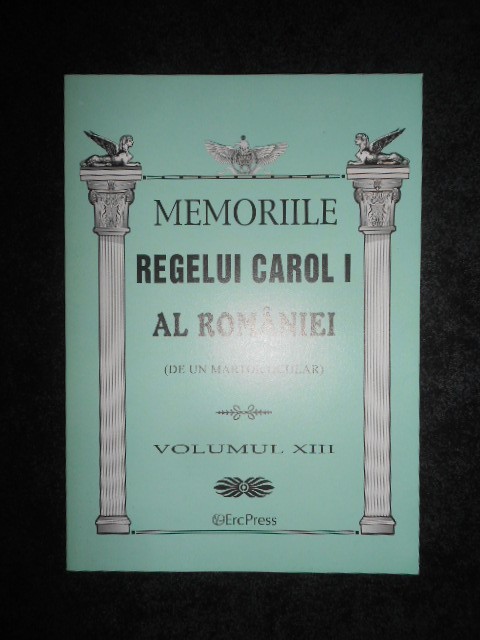 MEMORIILE
REGELUI CAROL I
AL ROMÂNIEI
(DE UN MARTOR OCULAR)
VOLUMUL XIII
ErcPress